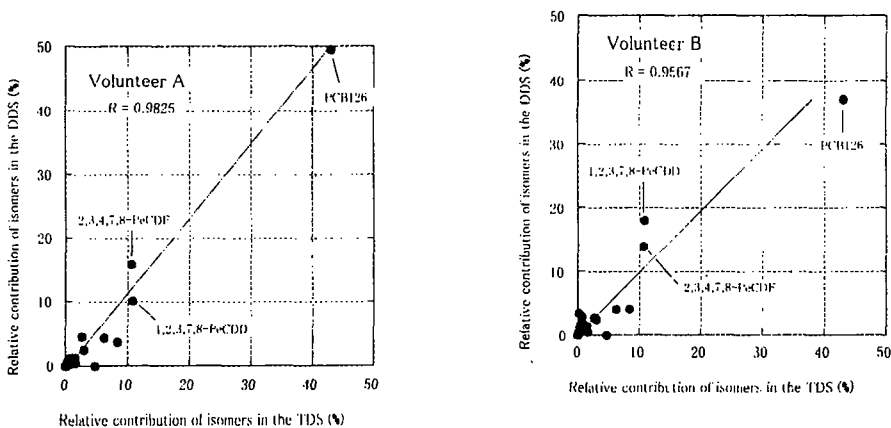 Relative contribution of isomers in the DDS (%)
50
40
30
20
10
0
Volunteer A
R = 0.9825
PCB126
2,3,4,7,8-PeCDF
1,2,3,7,8-PeCDD
0 10 20 30 40 50
Relative contribution of isomers in the TDS (%)
Relative contribution of isomers in the DDS (%)
50
40
30
20
10
0
Volunteer B
R = 0.9567
PCB126
1,2,3,7,8-PeCDD
2,3,4,7,8-PeCDF
0 10 20 30 40 50
Relative contribution of isomers in the TDS (%)